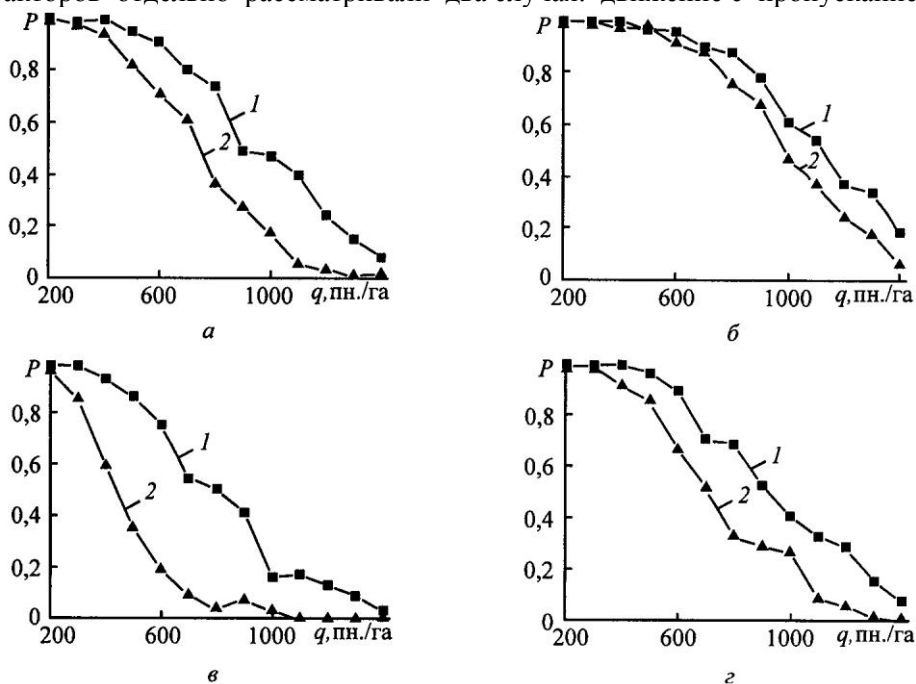 акторов отдельно рассматривали два случая: движение с пропускание
P
0,8
0,6
0,4
0,2
0
1
2
200 600 1000 q, пн./га
а
P
0,8
0,6
0,4
0,2
0
1
2
200 600 1000 q, пн./га
б
P
0,8
0,6
0,4
0,2
0
1
2
200 600 1000 q, пн./га
в
P
0,8
0,6
0,4
0,2
0
1
2
200 600 1000 q, пн./га
г